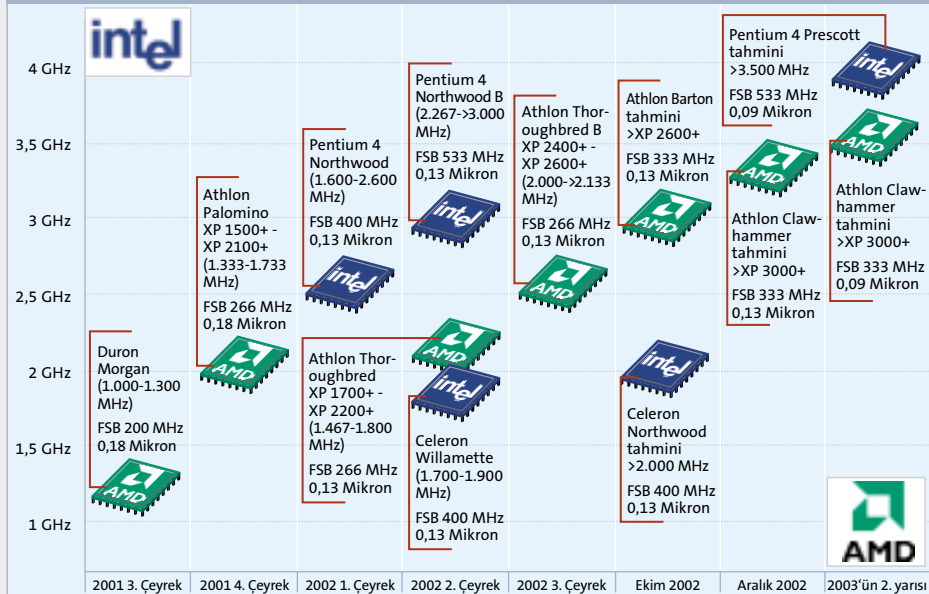 intel
4 GHz
3,5 GHz
3 GHz
2,5 GHz
2 GHz
1,5 GHz
1 GHz
Duron
Morgan
(1.000-1.300
MHz)
FSB 200 MHz
0,18 Mikron
AMD
Athlon
Palomino
XP 1500+ -
XP 2100+
(1.333-1.733
MHz)
FSB 266 MHz
0,18 Mikron
AMD
Pentium 4
Northwood
(1.600-2.600
MHz)
FSB 400 MHz
0,13 Mikron
intel
Athlon Thor-
oughbred
XP 1700+ -
XP 2200+
(1.467-1.800
MHz)
FSB 266 MHz
0,13 Mikron
AMD
Pentium 4
Northwood B
(2.267->3.000
MHz)
FSB 533 MHz
0,13 Mikron
intel
intel
Celeron
Willamette
(1.700-1.900
MHz)
FSB 400 MHz
0,13 Mikron
Athlon Thor-
oughbred B
XP 2400+ -
XP 2600+
(2.000->2.133
MHz)
FSB 266 MHz
0,13 Mikron
AMD
Athlon Barton
tahmini
>XP 2600+
FSB 333 MHz
0,13 Mikron
AMD
intel
Celeron
Northwood
tahmini
>2.000 MHz
FSB 400 MHz
0,13 Mikron
Pentium 4 Prescott
tahmini
>3.500 MHz
FSB 533 MHz
0,09 Mikron
intel
AMD
Athlon Claw-
hammer
tahmini
>XP 3000+
FSB 333 MHz
0,13 Mikron
AMD
Athlon Claw-
hammer
tahmini
>XP 3000+
FSB 333 MHz
0,09 Mikron
AMD
2001 3. Çeyrek
2001 4. Çeyrek
2002 1. Çeyrek
2002 2. Çeyrek
2002 3. Çeyrek
Ekim 2002
Aralık 2002
2003‘ün 2. yarısı